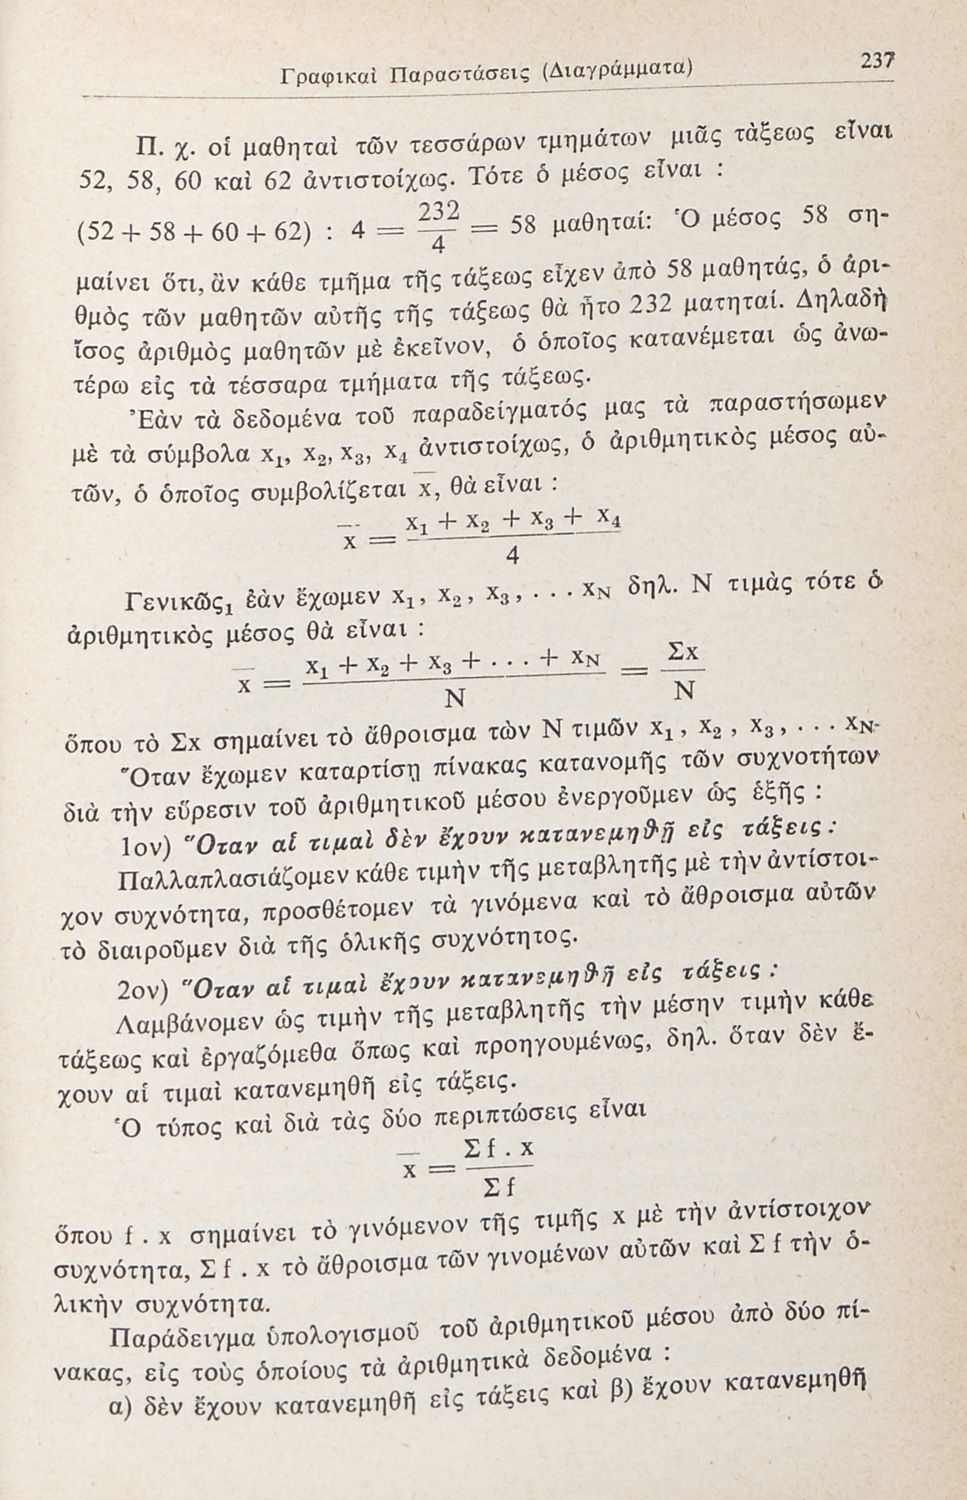 Γραφικαὶ Παραστάσεις (Διαγράμματα) 237
Π. χ. οἱ μαθηταὶ τῶν τεσσάρων τμημάτων μιᾶς τὰξεως εἶναι
52, 58, 60 καὶ 62 ἀντιστοίχως. Τότε ὁ μέσος εἶναι :
(52 + 58 + 60 + 62) : 4 = 232/4 = 58 μαθηταί: Ὁ μέσος 58 ση-
μαίνει ὅτι, ἂν κάθε τμῆμα τῆς τάξεως εἶχεν ἀπὸ 58 μαθητάς, ὁ ἀρι-
θμὸς τῶν μαθητῶν αὐτῆς τῆς τάξεως θὰ ἦτο 232 ματηταί. Δηλαδὴ
ἴσος ἀριθμὸς μαθητῶν μὲ ἐκεῖνον, ὁ ὁποῖος κατανέμεται ὡς ἀνω-
τέρω εἰς τὰ τέσσαρα τμήματα τῆς τάξεως.
Ἐὰν τὰ δεδομένα τοῦ παραδείγματός μας τὰ παραστήσωμεν
μὲ τὰ σύμβολα x₁, x₂, x₃, x₄ ἀντιστοίχως, ὁ ἀριθμητικὸς μέσος αὐ-
τῶν, ὁ ὁποῖος συμβολίζεται x̅, θὰ εἶναι :
x̅ = (x₁ + x₂ + x₃ + x₄)/4
Γενικῶς₁ ἐὰν ἔχωμεν x₁, x₂, x₃, . . . x_N δηλ. N τιμὰς τότε ὁ
ἀριθμητικὸς μέσος θὰ εἶναι :
x̅ = (x₁ + x₂ + x₃ + . . . + x_N)/N = Σx/N
ὅπου τὸ Σx σημαίνει τὸ ἄθροισμα τὼν N τιμῶν x₁, x₂, x₃, . . . x_N.
Ὅταν ἔχωμεν καταρτίσῃ πίνακας κατανομῆς τῶν συχνοτήτων
διὰ τὴν εὕρεσιν τοῦ ἀριθμητικοῦ μέσου ἐνεργοῦμεν ὡς ἑξῆς :
1ον) Ὅταν αἱ τιμαὶ δὲν ἔχουν κατανεμηθῆ εἰς τάξεις :
Παλλαπλασιάζομεν κάθε τιμὴν τῆς μεταβλητῆς μὲ τὴν ἀντίστοι-
χον συχνότητα, προσθέτομεν τὰ γινόμενα καὶ τὸ ἄθροισμα αὐτῶν
τὸ διαιροῦμεν διὰ τῆς ὁλικῆς συχνότητος.
2ον) Ὅταν αἱ τιμαὶ ἔχουν κατανεμηθῆ εἰς τάξεις :
Λαμβάνομεν ὡς τιμὴν τῆς μεταβλητῆς τὴν μέσην τιμὴν κάθε
τάξεως καὶ ἐργαζόμεθα ὅπως καὶ προηγουμένως, δηλ. ὅταν δὲν ἔ-
χουν αἱ τιμαὶ κατανεμηθῆ εἰς τάξεις.
Ὁ τύπος καὶ διὰ τὰς δύο περιπτώσεις εἶναι
x̅ = Σ f . x/Σ f
ὅπου f . x σημαίνει τὸ γινόμενον τῆς τιμῆς x μὲ τὴν ἀντίστοιχον
συχνότητα, Σ f . x τὸ ἄθροισμα τῶν γινομένων αὐτῶν καὶ Σ f τὴν ὁ-
λικὴν συχνότητα.
Παράδειγμα ὑπολογισμοῦ τοῦ ἀριθμητικοῦ μέσου ἀπὸ δύο πί-
νακας, εἰς τοὺς ὁποίους τὰ ἀριθμητικὰ δεδομένα :
α) δὲν ἔχουν κατανεμηθῆ εἰς τάξεις καὶ β) ἔχουν κατανεμηθῆ